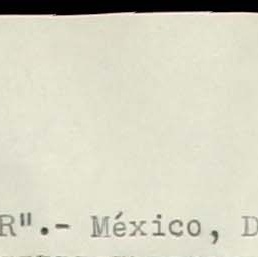 R".- México, D